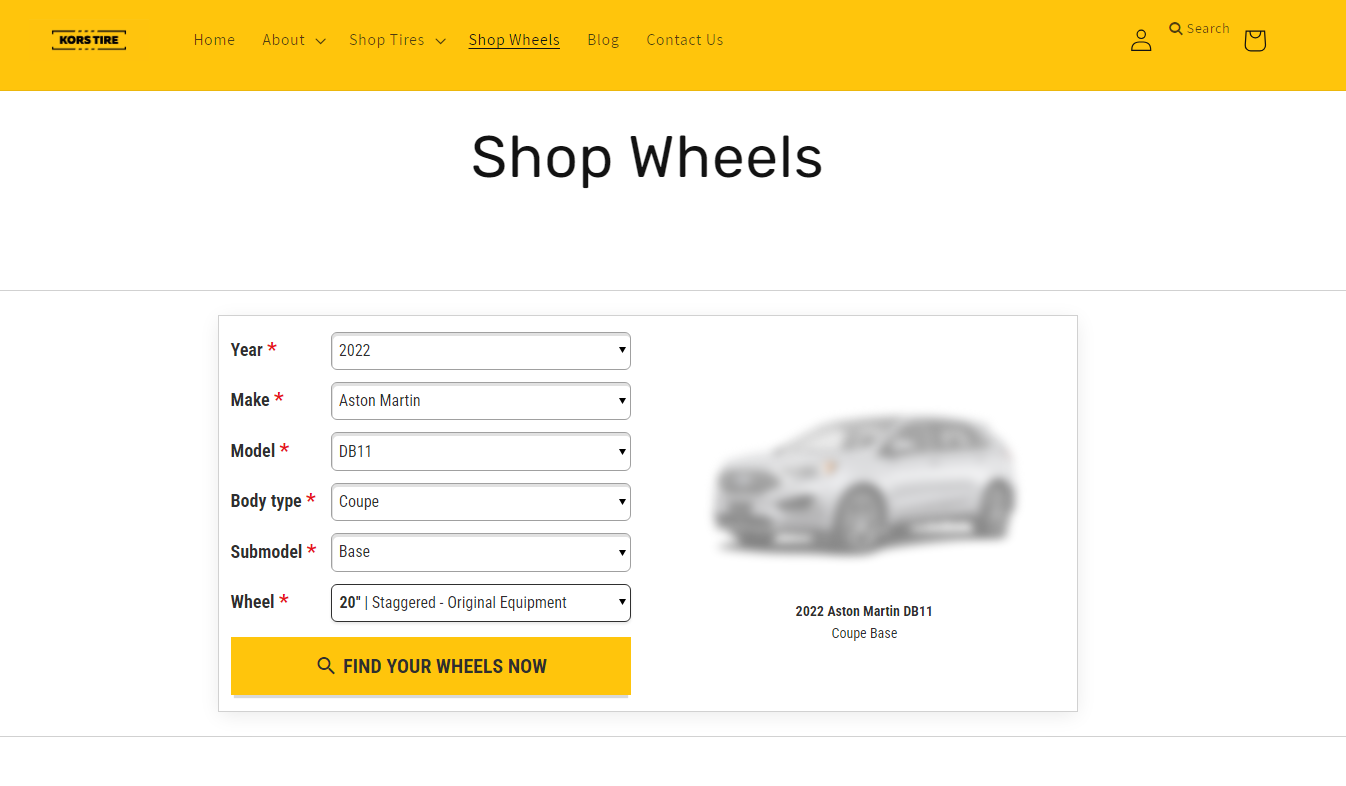 KORS TIRE
Home About Shop Tires Shop Wheels Blog Contact Us Search
Shop Wheels
Year * 2022
Make * Aston Martin
Model * DB11
Body type * Coupe
Submodel * Base
Wheel * 20" | Staggered - Original Equipment
FIND YOUR WHEELS NOW
2022 Aston Martin DB11
Coupe Base